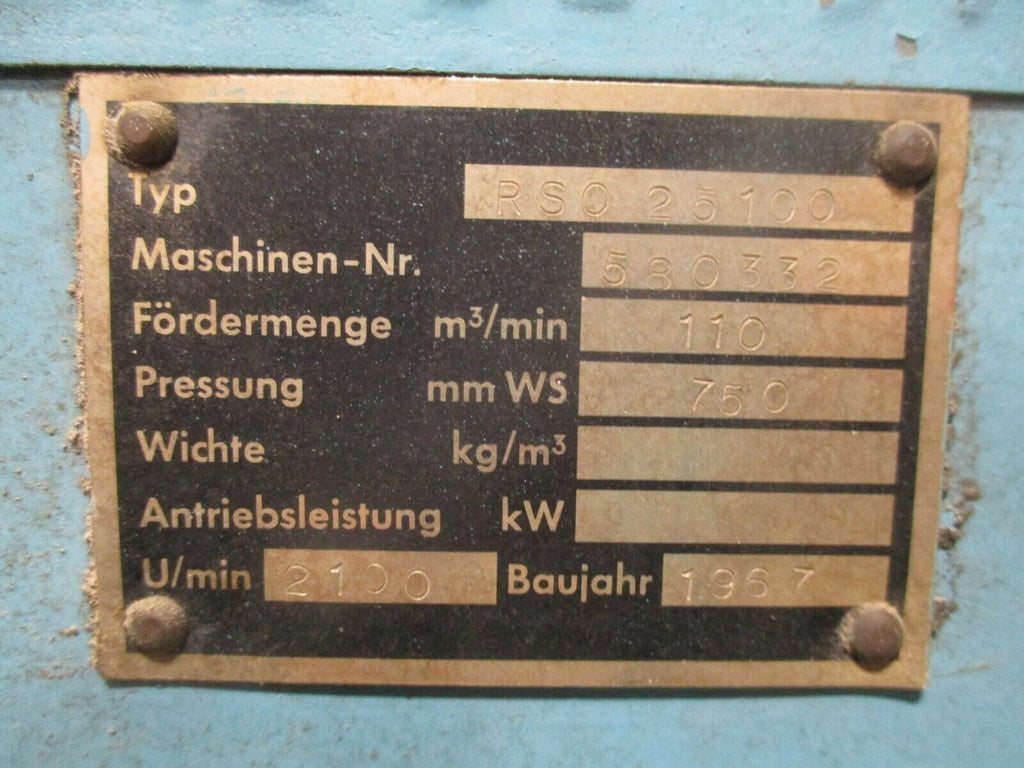 Typ RSO 25100
Maschinen-Nr. 580332
Fördermenge m³/min 110
Pressung mm WS 750
Wichte kg/m³
Antriebsleistung kW
U/min 2100 Baujahr 1967